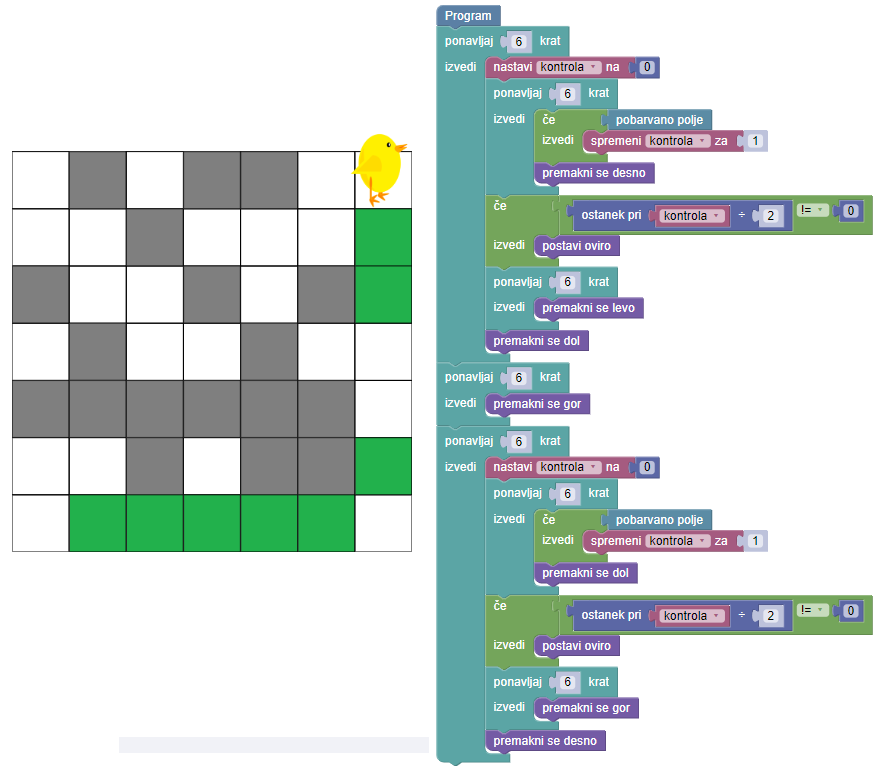 Program
ponavljaj 6 krat
izvedi nastavi kontrola na 0
ponavljaj 6 krat
izvedi če pobarvano polje
izvedi spremeni kontrola za 1
premakni se desno
če ostanek pri kontrola ÷ 2 != 0
izvedi postavi oviro
ponavljaj 6 krat
izvedi premakni se levo
premakni se dol
ponavljaj 6 krat
izvedi premakni se gor
ponavljaj 6 krat
izvedi nastavi kontrola na 0
ponavljaj 6 krat
izvedi če pobarvano polje
izvedi spremeni kontrola za 1
premakni se dol
če ostanek pri kontrola ÷ 2 != 0
izvedi postavi oviro
ponavljaj 6 krat
izvedi premakni se gor
premakni se desno